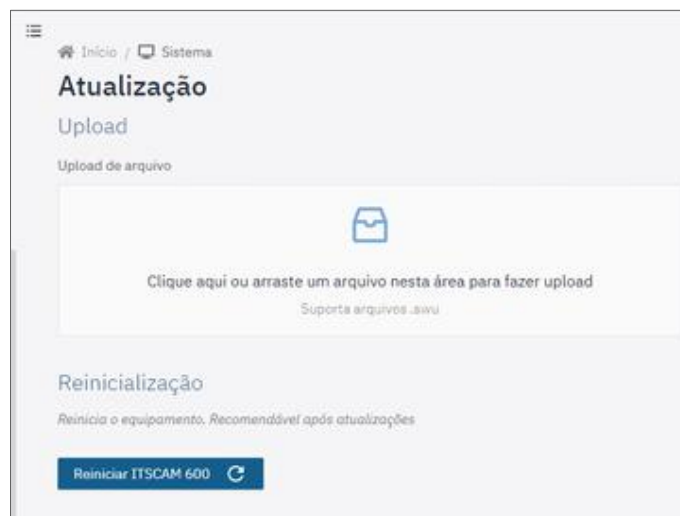 Início / Sistema
Atualização
Upload
Upload de arquivo
Clique aqui ou arraste um arquivo nesta área para fazer upload
Suporta arquivos .swu
Reinicialização
Reinicia o equipamento. Recomendável após atualizações
Reiniciar ITSCAM 600